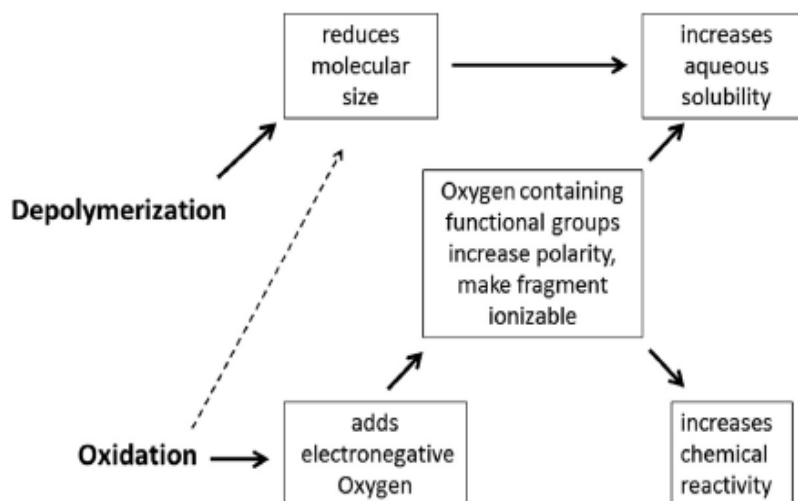 reduces
molecular
size
increases
aqueous
solubility
Depolymerization
Oxygen containing
functional groups
increase polarity,
make fragment
ionizable
Oxidation
adds
electronegative
Oxygen
increases
chemical
reactivity